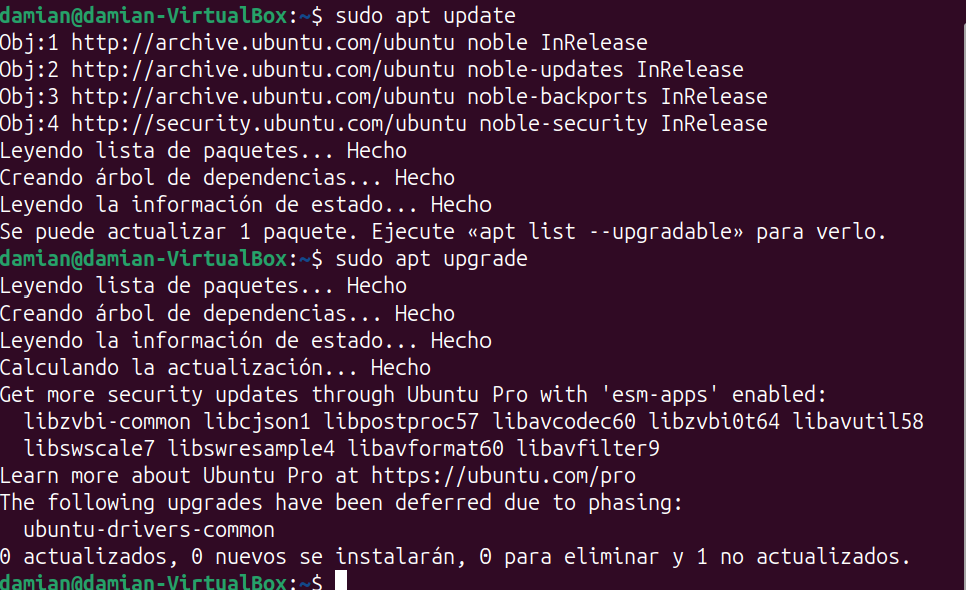 damian@damian-VirtualBox:~$ sudo apt update
Obj:1 http://archive.ubuntu.com/ubuntu noble InRelease
Obj:2 http://archive.ubuntu.com/ubuntu noble-updates InRelease
Obj:3 http://archive.ubuntu.com/ubuntu noble-backports InRelease
Obj:4 http://security.ubuntu.com/ubuntu noble-security InRelease
Leyendo lista de paquetes... Hecho
Creando árbol de dependencias... Hecho
Leyendo la información de estado... Hecho
Se puede actualizar 1 paquete. Ejecute «apt list --upgradable» para verlo.
damian@damian-VirtualBox:~$ sudo apt upgrade
Leyendo lista de paquetes... Hecho
Creando árbol de dependencias... Hecho
Leyendo la información de estado... Hecho
Calculando la actualización... Hecho
Get more security updates through Ubuntu Pro with 'esm-apps' enabled:
  libzvbi-common libcjson1 libpostproc57 libavcodec60 libzvbi0t64 libavutil58
  libswscale7 libswresample4 libavformat60 libavfilter9
Learn more about Ubuntu Pro at https://ubuntu.com/pro
The following upgrades have been deferred due to phasing:
  ubuntu-drivers-common
0 actualizados, 0 nuevos se instalarán, 0 para eliminar y 1 no actualizados.
damian@damian-VirtualBox:~$